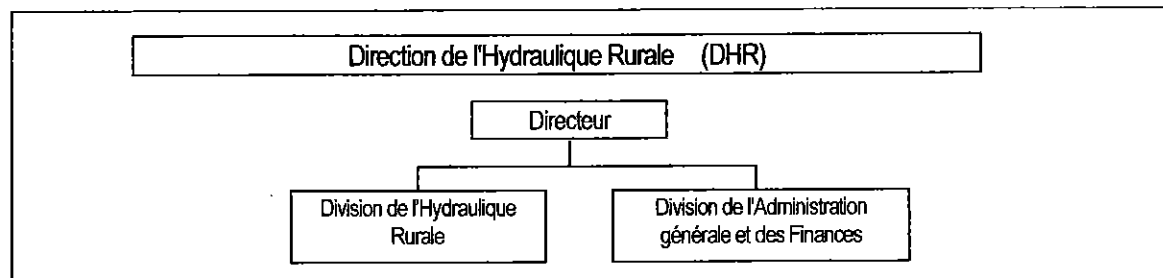 Direction de l'Hydraulique Rurale (DHR)
Directeur
Division de l'Hydraulique
Rurale
Division de l'Administration
générale et des Finances